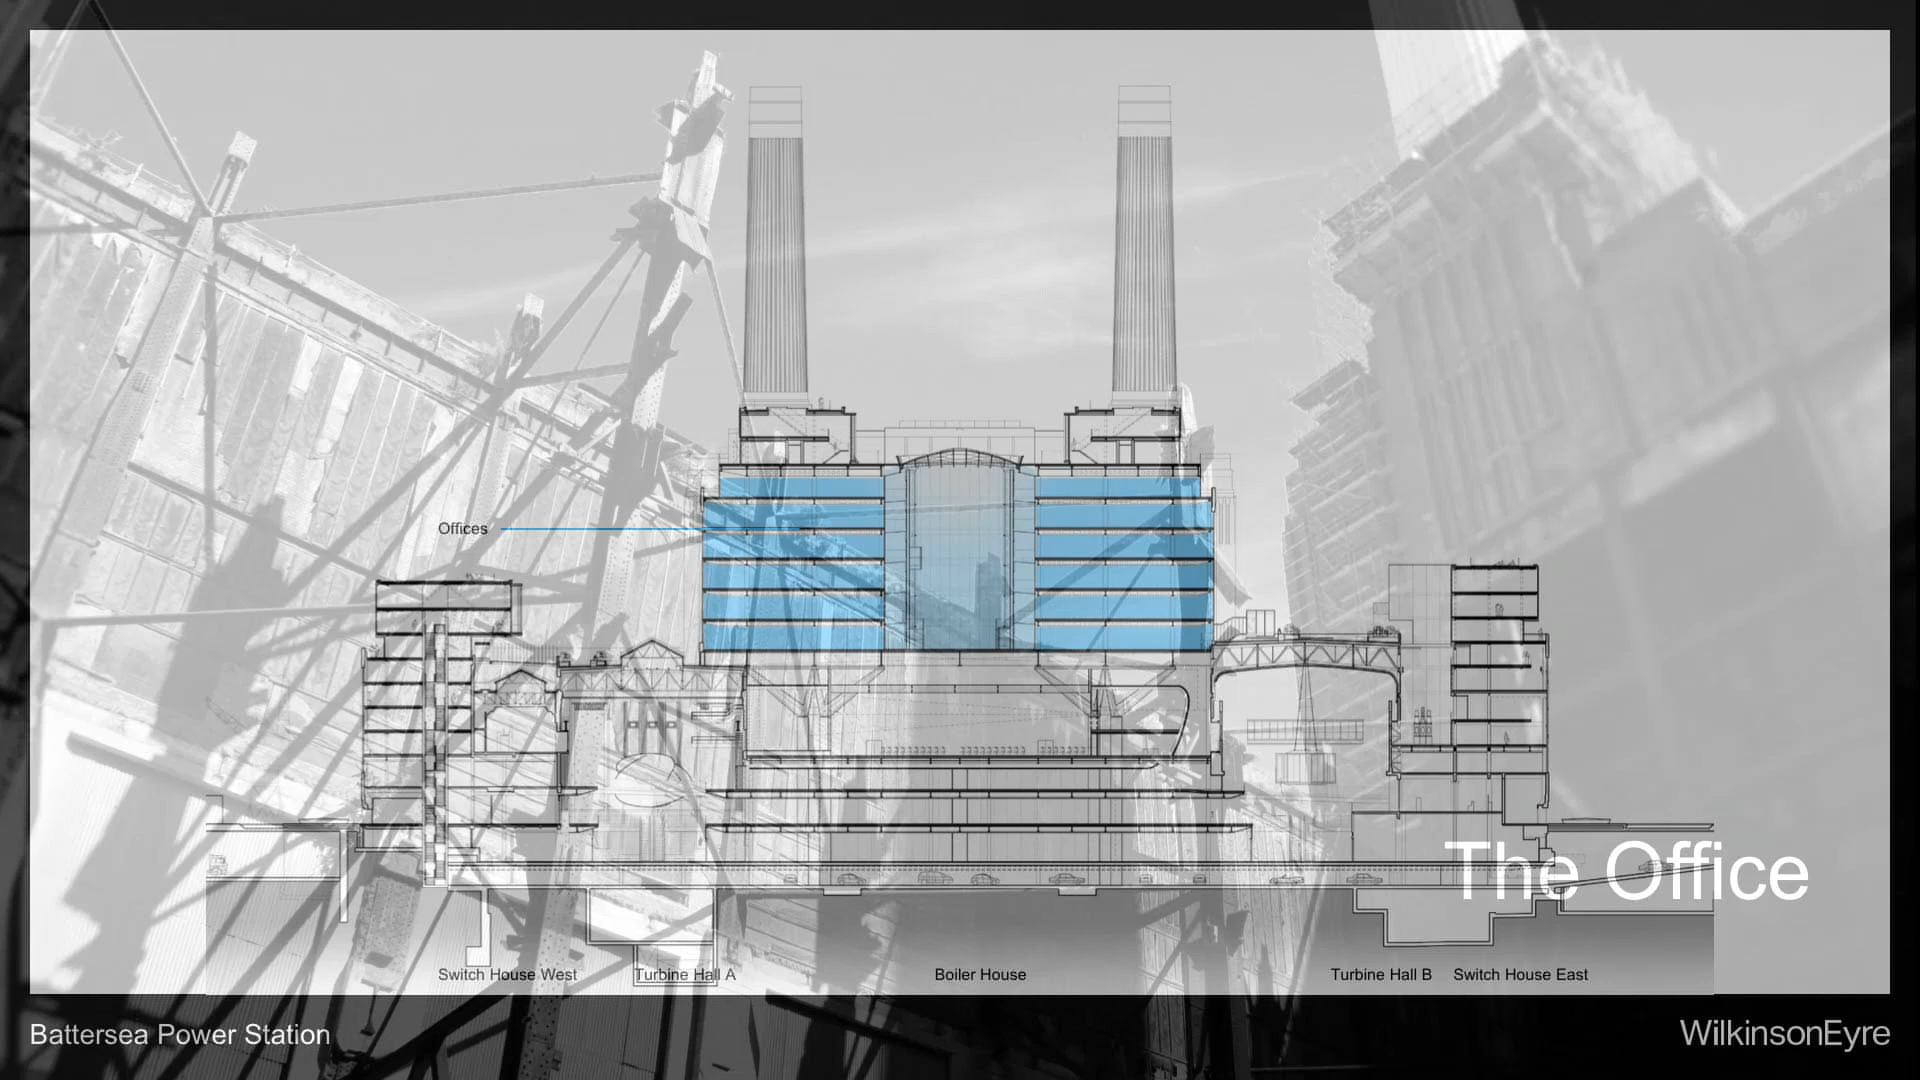 Offices
The Office
Switch House West
Turbine Hall A
Boiler House
Turbine Hall B
Switch House East
Battersea Power Station
WilkinsonEyre